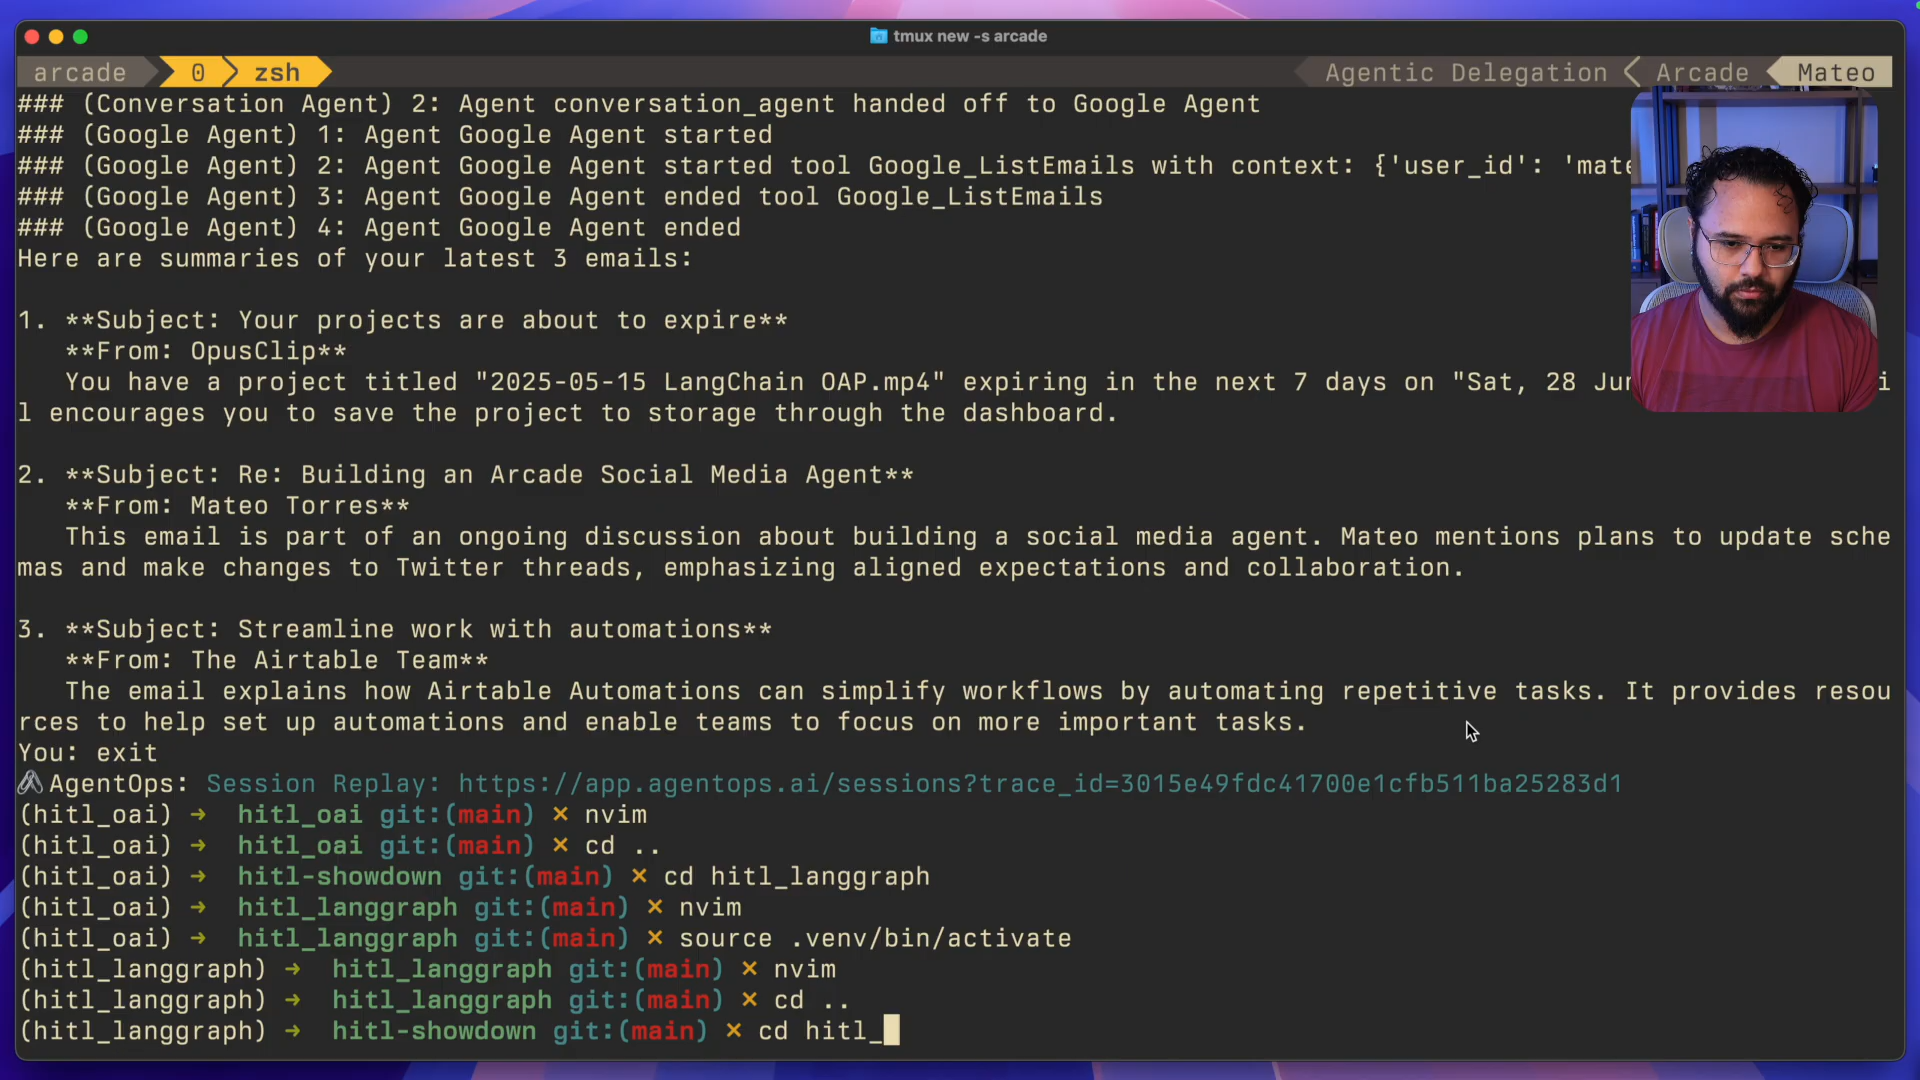 tmux new -s arcade
arcade 0 zsh Agentic Delegation Arcade Mateo
### (Conversation Agent) 2: Agent conversation_agent handed off to Google Agent
### (Google Agent) 1: Agent Google Agent started
### (Google Agent) 2: Agent Google Agent started tool Google_ListEmails with context: {'user_id': 'mate
### (Google Agent) 3: Agent Google Agent ended tool Google_ListEmails
### (Google Agent) 4: Agent Google Agent ended
Here are summaries of your latest 3 emails:
1. **Subject: Your projects are about to expire**
**From: OpusClip**
You have a project titled "2025-05-15 LangChain OAP.mp4" expiring in the next 7 days on "Sat, 28 Jun i
l encourages you to save the project to storage through the dashboard.
2. **Subject: Re: Building an Arcade Social Media Agent**
**From: Mateo Torres**
This email is part of an ongoing discussion about building a social media agent. Mateo mentions plans to update sche
mas and make changes to Twitter threads, emphasizing aligned expectations and collaboration.
3. **Subject: Streamline work with automations**
**From: The Airtable Team**
The email explains how Airtable Automations can simplify workflows by automating repetitive tasks. It provides resou
rces to help set up automations and enable teams to focus on more important tasks.
You: exit
🖇 AgentOps: Session Replay: https://app.agentops.ai/sessions?trace_id=3015e49fdc41700e1cfb511ba25283d1
(hitl_oai) → hitl_oai git:(main) ✗ nvim
(hitl_oai) → hitl_oai git:(main) ✗ cd ..
(hitl_oai) → hitl-showdown git:(main) ✗ cd hitl_langgraph
(hitl_oai) → hitl_langgraph git:(main) ✗ nvim
(hitl_oai) → hitl_langgraph git:(main) ✗ source .venv/bin/activate
(hitl_langgraph) → hitl_langgraph git:(main) ✗ nvim
(hitl_langgraph) → hitl_langgraph git:(main) ✗ cd ..
(hitl_langgraph) → hitl-showdown git:(main) ✗ cd hitl_